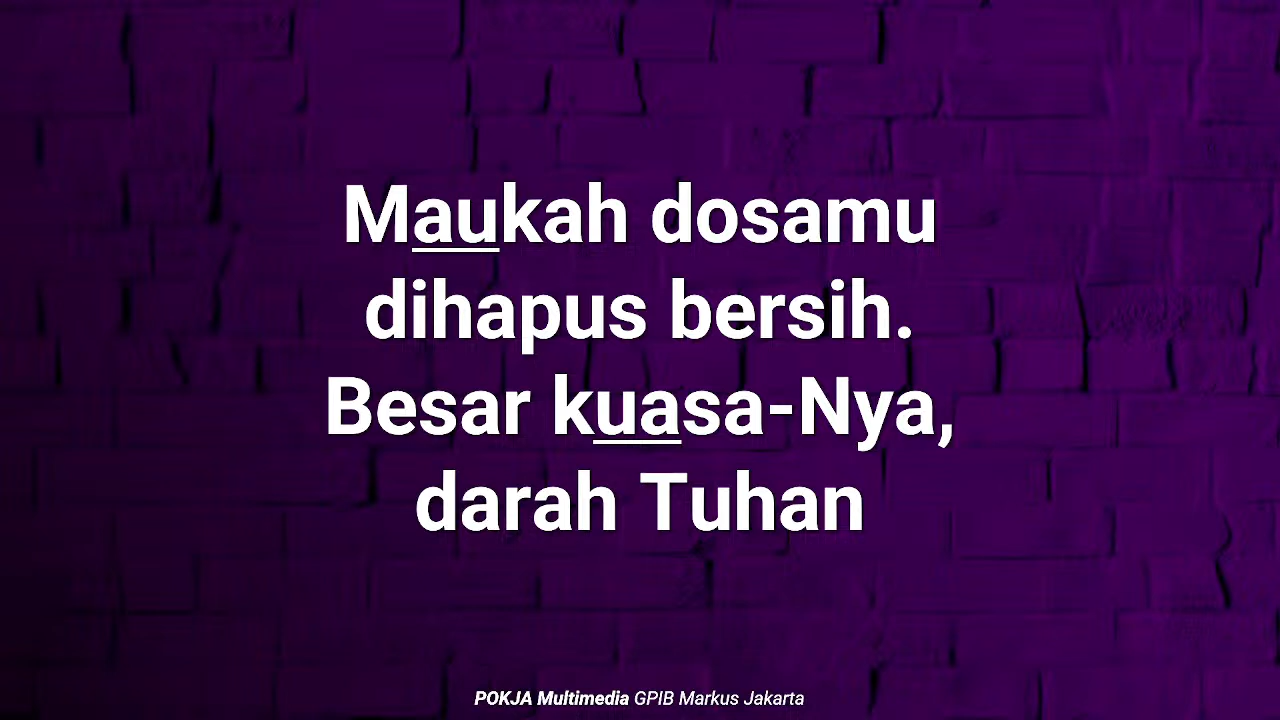 Maukah dosamu
dihapus bersih.
Besar kuasa-Nya,
darah Tuhan
POKJA Multimedia GPIB Markus Jakarta